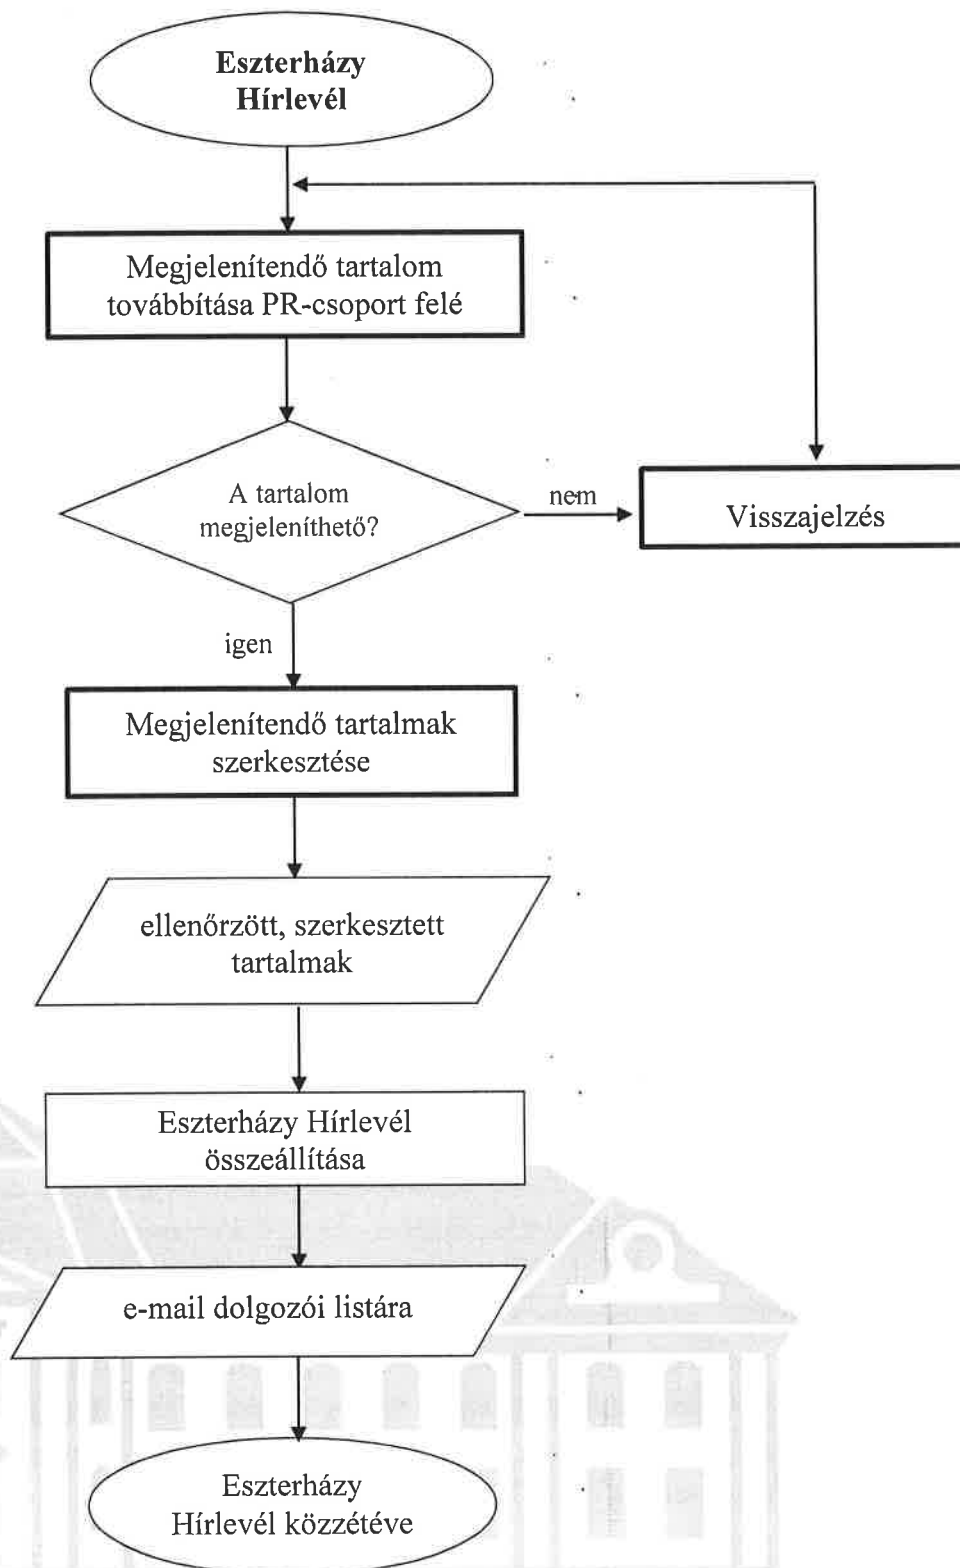 Eszterházy
Hírlevél
Megjelenítendő tartalom
továbbítása PR-csoport felé
A tartalom
megjeleníthető?
nem
Visszajelzés
igen
Megjelenítendő tartalmak
szerkesztése
ellenőrzött, szerkesztett
tartalmak
Eszterházy Hírlevél
összeállítása
e-mail dolgozói listára
Eszterházy
Hírlevél közzétéve